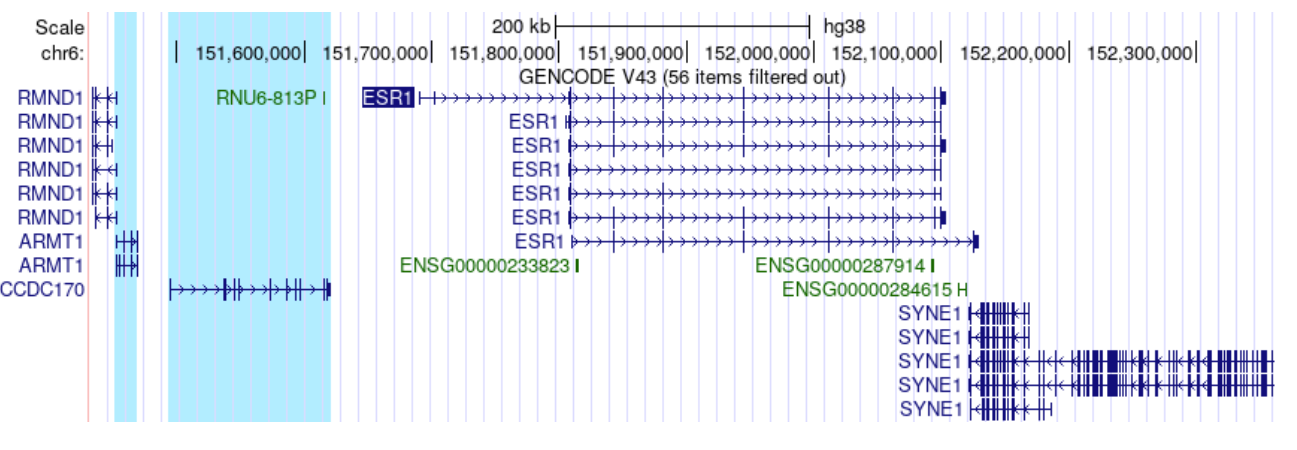 Scale 200 kb hg38
chr6: 151,600,000 151,700,000 151,800,000 151,900,000 152,000,000 152,100,000 152,200,000 152,300,000
GENCODE V43 (56 items filtered out)
RMND1 RNU6-813P ESR1
RMND1 ESR1
RMND1 ESR1
RMND1 ESR1
RMND1 ESR1
RMND1 ESR1
ARMT1 ESR1
ARMT1 ENSG00000233823 ENSG00000287914
CCDC170 ENSG00000284615
SYNE1
SYNE1
SYNE1
SYNE1
SYNE1